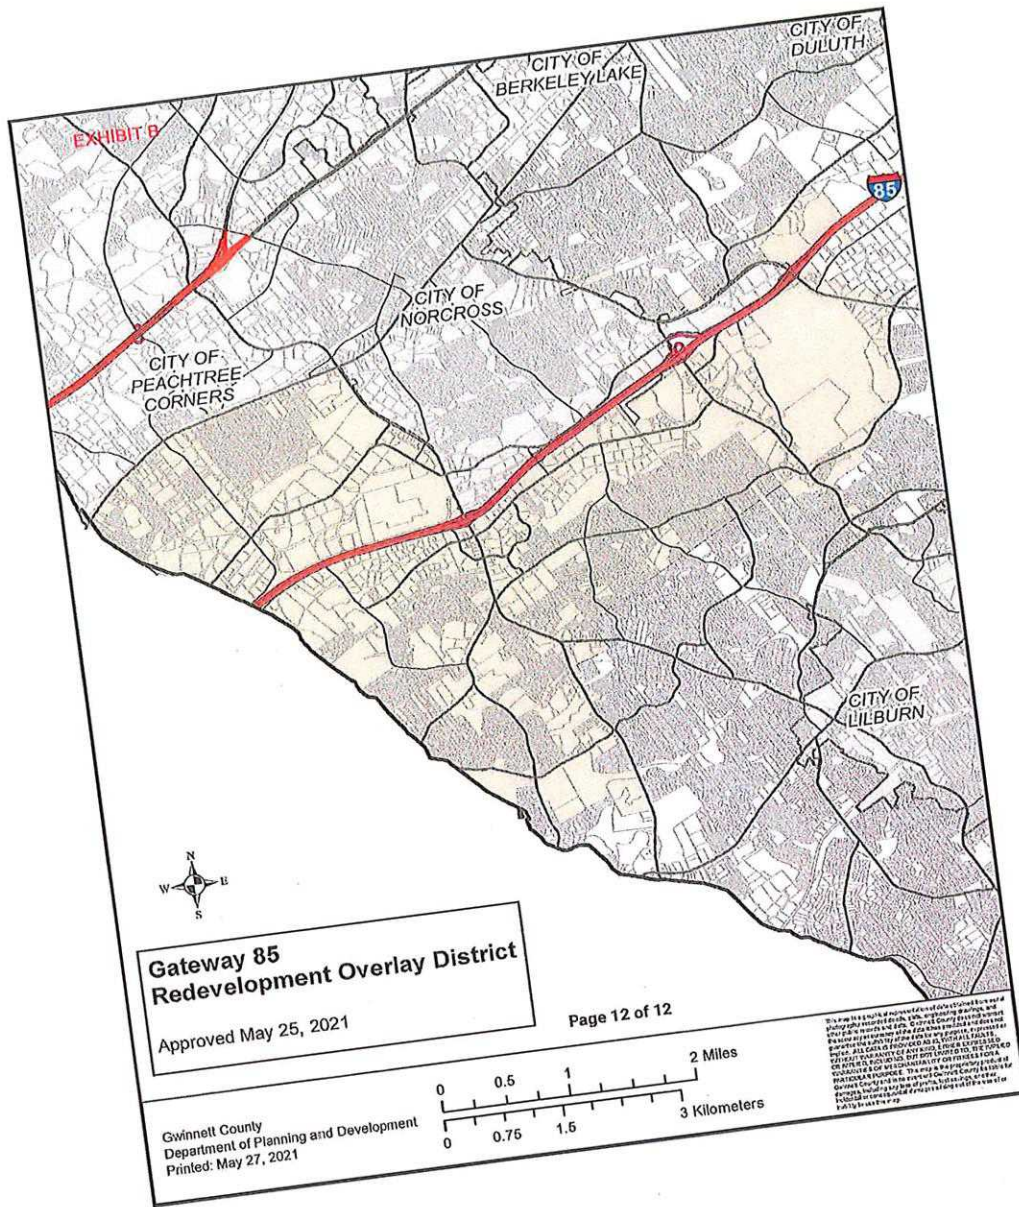 CITY OF
DULUTH
CITY OF
BERKELEY LAKE
EXHIBIT B
85
CITY OF
NORCROSS
CITY OF
PEACHTREE
CORNERS
CITY OF
LILBURN
N
W E
S
Gateway 85
Redevelopment Overlay District
Approved May 25, 2021
Page 12 of 12
0 0.5 1 2 Miles
0 0.75 1.5 3 Kilometers
Gwinnett County
Department of Planning and Development
Printed: May 27, 2021